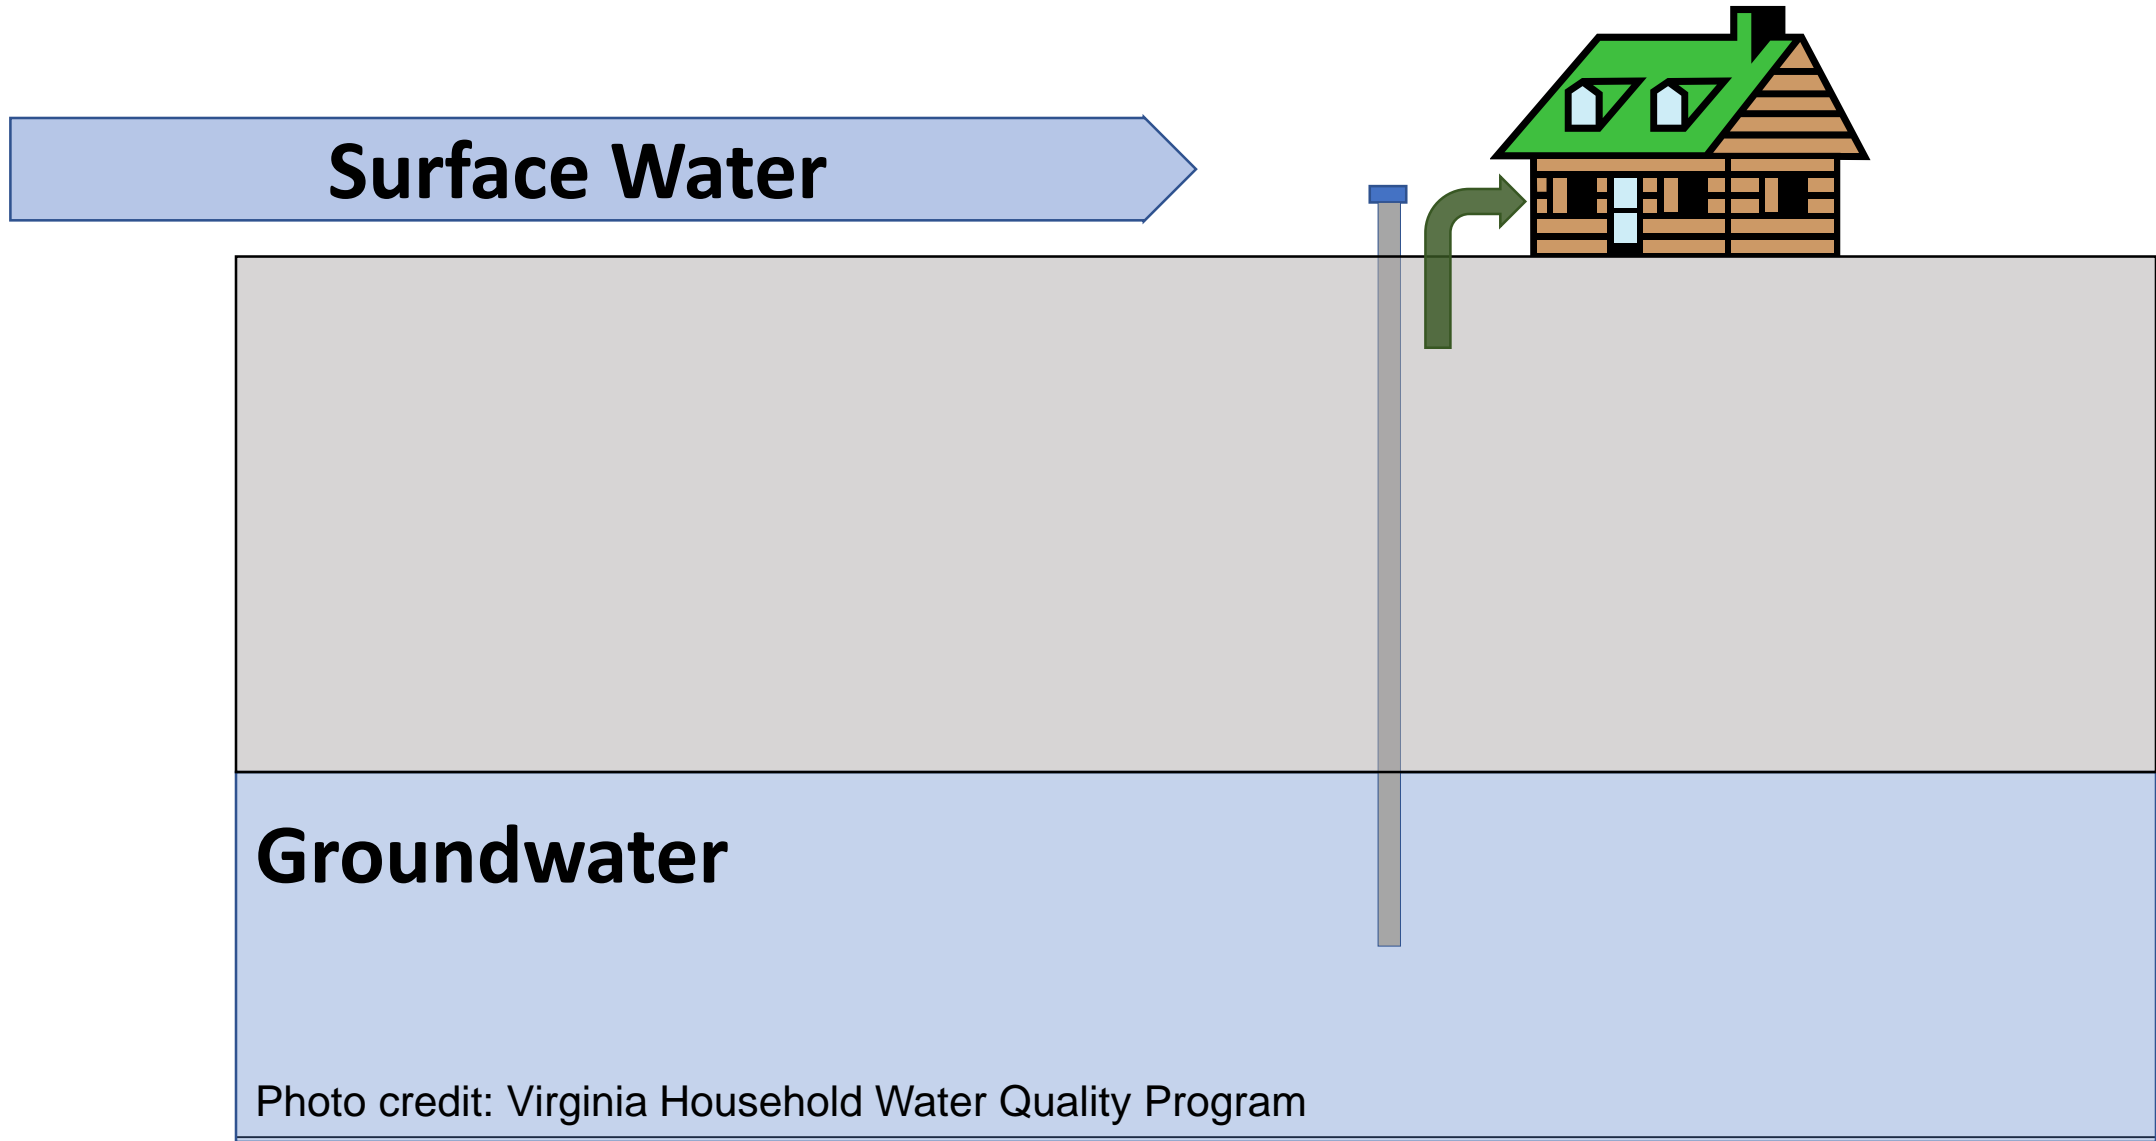 Surface Water
Groundwater
Photo credit: Virginia Household Water Quality Program